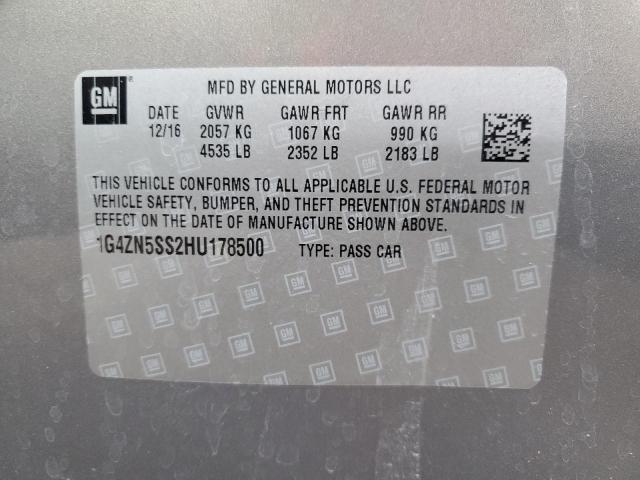 GM ® MFD BY GENERAL MOTORS LLC
DATE GVWR GAWR FRT GAWR RR
12/16 2057 KG 1067 KG 990 KG
4535 LB 2352 LB 2183 LB
THIS VEHICLE CONFORMS TO ALL APPLICABLE U.S. FEDERAL MOTOR
VEHICLE SAFETY, BUMPER, AND THEFT PREVENTION STANDARDS IN
EFFECT ON THE DATE OF MANUFACTURE SHOWN ABOVE.
1G4ZN5SS2HU178500 TYPE: PASS CAR